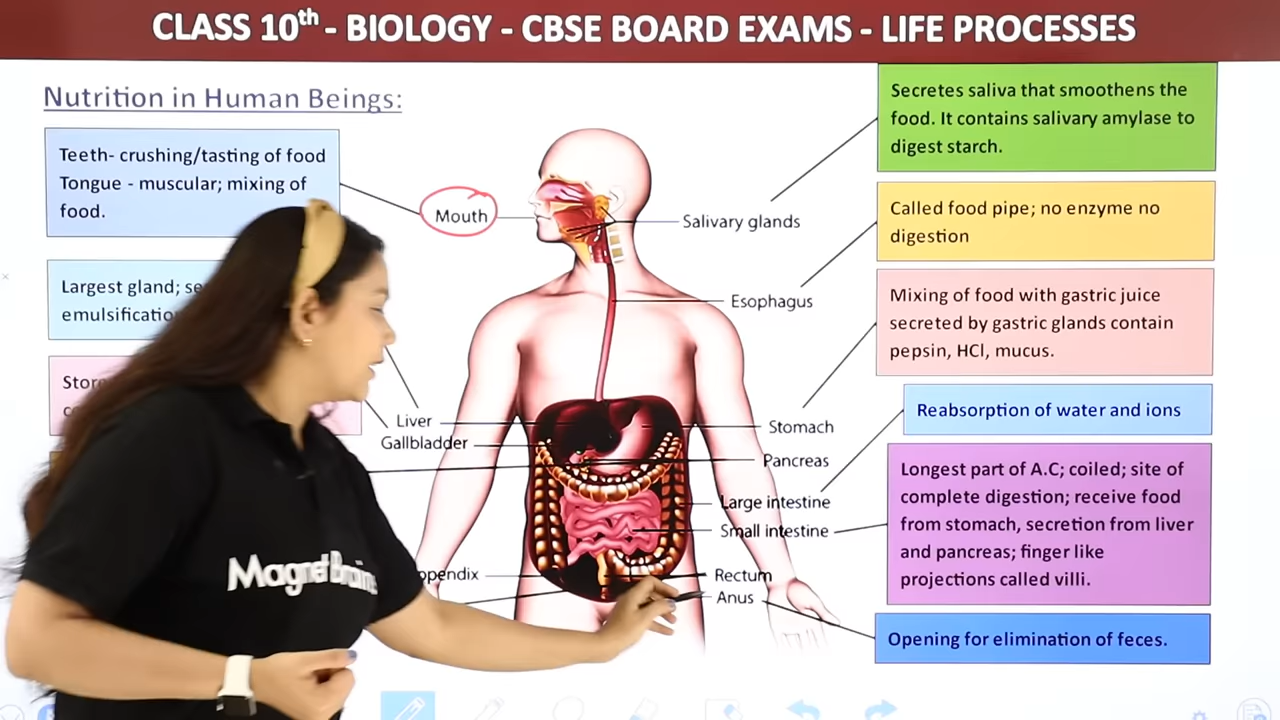 CLASS 10th - BIOLOGY - CBSE BOARD EXAMS - LIFE PROCESSES
Nutrition in Human Beings:
Teeth- crushing/tasting of food
Tongue - muscular; mixing of
food.
Mouth
Largest gland;
Liver
Gallbladder
Secretes saliva that smoothens the
food. It contains salivary amylase to
digest starch.
Salivary glands
Called food pipe; no enzyme no
digestion
Esophagus
Mixing of food with gastric juice
secreted by gastric glands contain
pepsin, HCl, mucus.
Stomach
Pancreas
Reabsorption of water and ions
Large intestine
Small intestine
Longest part of A.C; coiled; site of
complete digestion; receive food
from stomach, secretion from liver
and pancreas; finger like
projections called villi.
Rectum
Anus
Opening for elimination of feces.
Magnet Brains